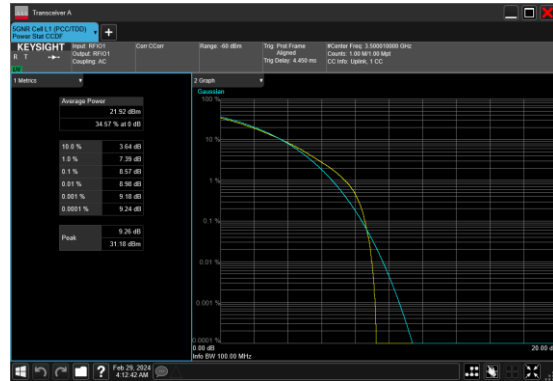 Transceiver A
5GNR Cell L1 (PCC/TDD)
Power Stat CCDF
KEYSIGHT
R T
Input: RFIO1
Output: RFIO1
Coupling: AC
Corr CCorr
Range: -60 dBm
Trig: Prdl Frame
Aligned
Trig Delay: 4.450 ms
#Center Freq: 3.500010000 GHz
Counts: 1.00 M/1.00 Mpt
CC Info: Uplink, 1 CC
1 Metrics
Average Power
21.92 dBm
34.57 % at 0 dB
10.0 % 3.64 dB
1.0 % 7.39 dB
0.1 % 8.57 dB
0.01 % 8.98 dB
0.001 % 9.18 dB
0.0001 % 9.24 dB
Peak
9.26 dB
31.18 dBm
2 Graph
Gaussian
100 %
10 %
1 %
0.1 %
0.01 %
0.001 %
0.0001 %
0.00 dB
20.00 d
Info BW 100.00 MHz
Feb 29, 2024
4:12:42 AM